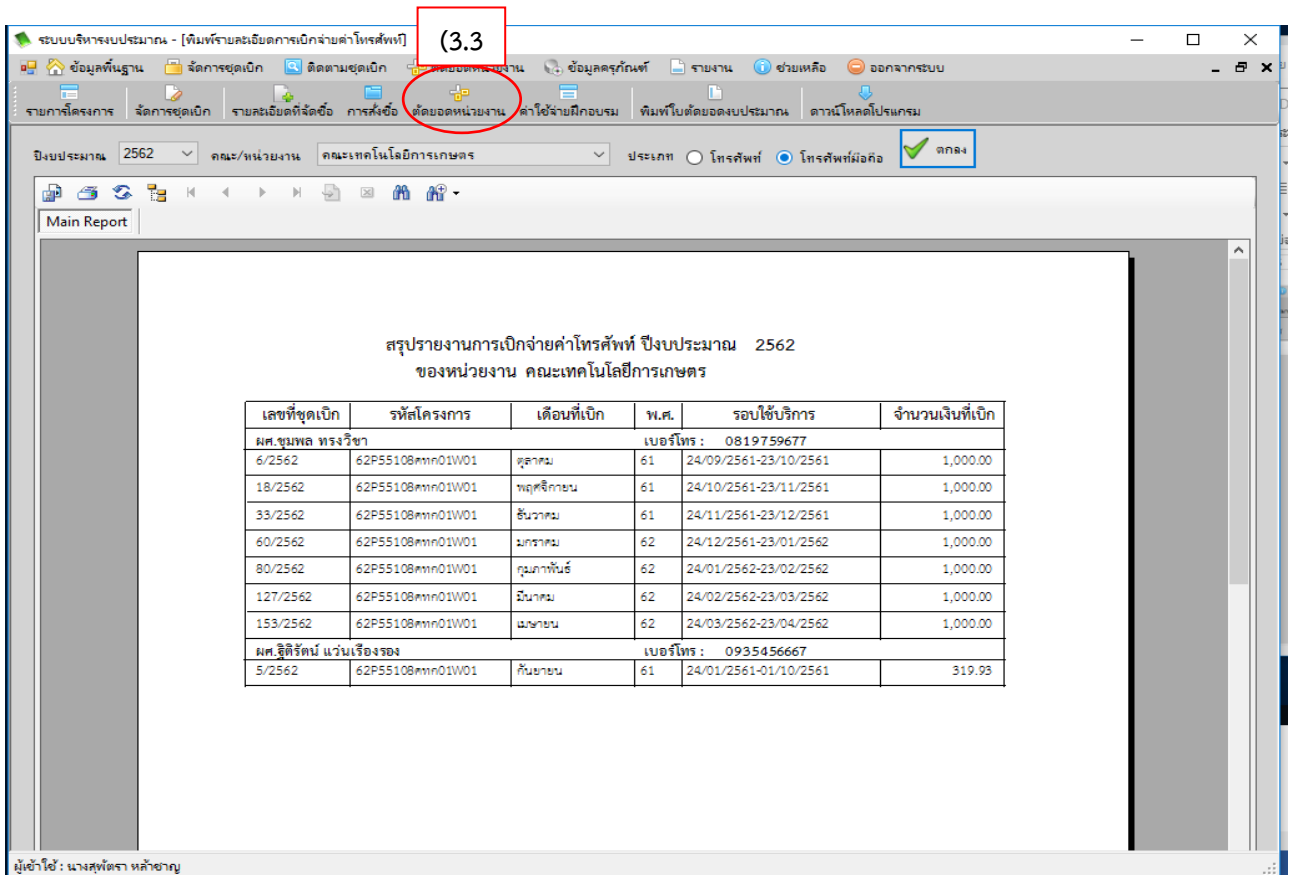 (3.3
ระบบบริหารงบประมาณ - [พิมพ์รายละเอียดการเบิกจ่ายค่าโทรศัพท์]
ข้อมูลพื้นฐาน จัดการชุดเบิก ติดตามชุดเบิก ตัดยอดหน่วยงาน ข้อมูลครุภัณฑ์ รายงาน ช่วยเหลือ ออกจากระบบ
รายการโครงการ จัดการชุดเบิก รายละเอียดที่จัดซื้อ การสั่งซื้อ ตัดยอดหน่วยงาน ค่าใช้จ่ายฝึกอบรม พิมพ์ใบตัดยอดงบประมาณ ดาวน์โหลดโปรแกรม
ปีงบประมาณ 2562 คณะ/หน่วยงาน คณะเทคโนโลยีการเกษตร ประเภท โทรศัพท์ โทรศัพท์มือถือ ตกลง
Main Report
สรุปรายงานการเบิกจ่ายค่าโทรศัพท์ ปีงบประมาณ 2562
ของหน่วยงาน คณะเทคโนโลยีการเกษตร
เลขที่ชุดเบิก รหัสโครงการ เดือนที่เบิก พ.ศ. รอบใช้บริการ จำนวนเงินที่เบิก
ผศ.ชุมพล ทรงวิชา เบอร์โทร : 0819759677
6/2562 62P55108คทก01W01 ตุลาคม 61 24/09/2561-23/10/2561 1,000.00
18/2562 62P55108คทก01W01 พฤศจิกายน 61 24/10/2561-23/11/2561 1,000.00
33/2562 62P55108คทก01W01 ธันวาคม 61 24/11/2561-23/12/2561 1,000.00
60/2562 62P55108คทก01W01 มกราคม 62 24/12/2561-23/01/2562 1,000.00
80/2562 62P55108คทก01W01 กุมภาพันธ์ 62 24/01/2562-23/02/2562 1,000.00
127/2562 62P55108คทก01W01 มีนาคม 62 24/02/2562-23/03/2562 1,000.00
153/2562 62P55108คทก01W01 เมษายน 62 24/03/2562-23/04/2562 1,000.00
ผศ.ฐิติรัตน์ แว่นเรืองรอง เบอร์โทร : 0935456667
5/2562 62P55108คทก01W01 กันยายน 61 24/01/2561-01/10/2561 319.93
ผู้เข้าใช้ : นางสุพัตรา หล้าชาญ